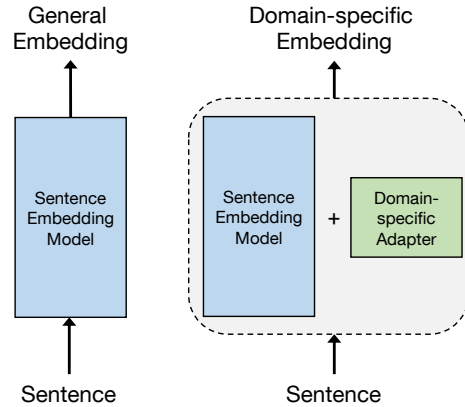 General
Embedding
Sentence
Embedding
Model
Sentence
Domain-specific
Embedding
Sentence
Embedding
Model
+
Domain-
specific
Adapter
Sentence